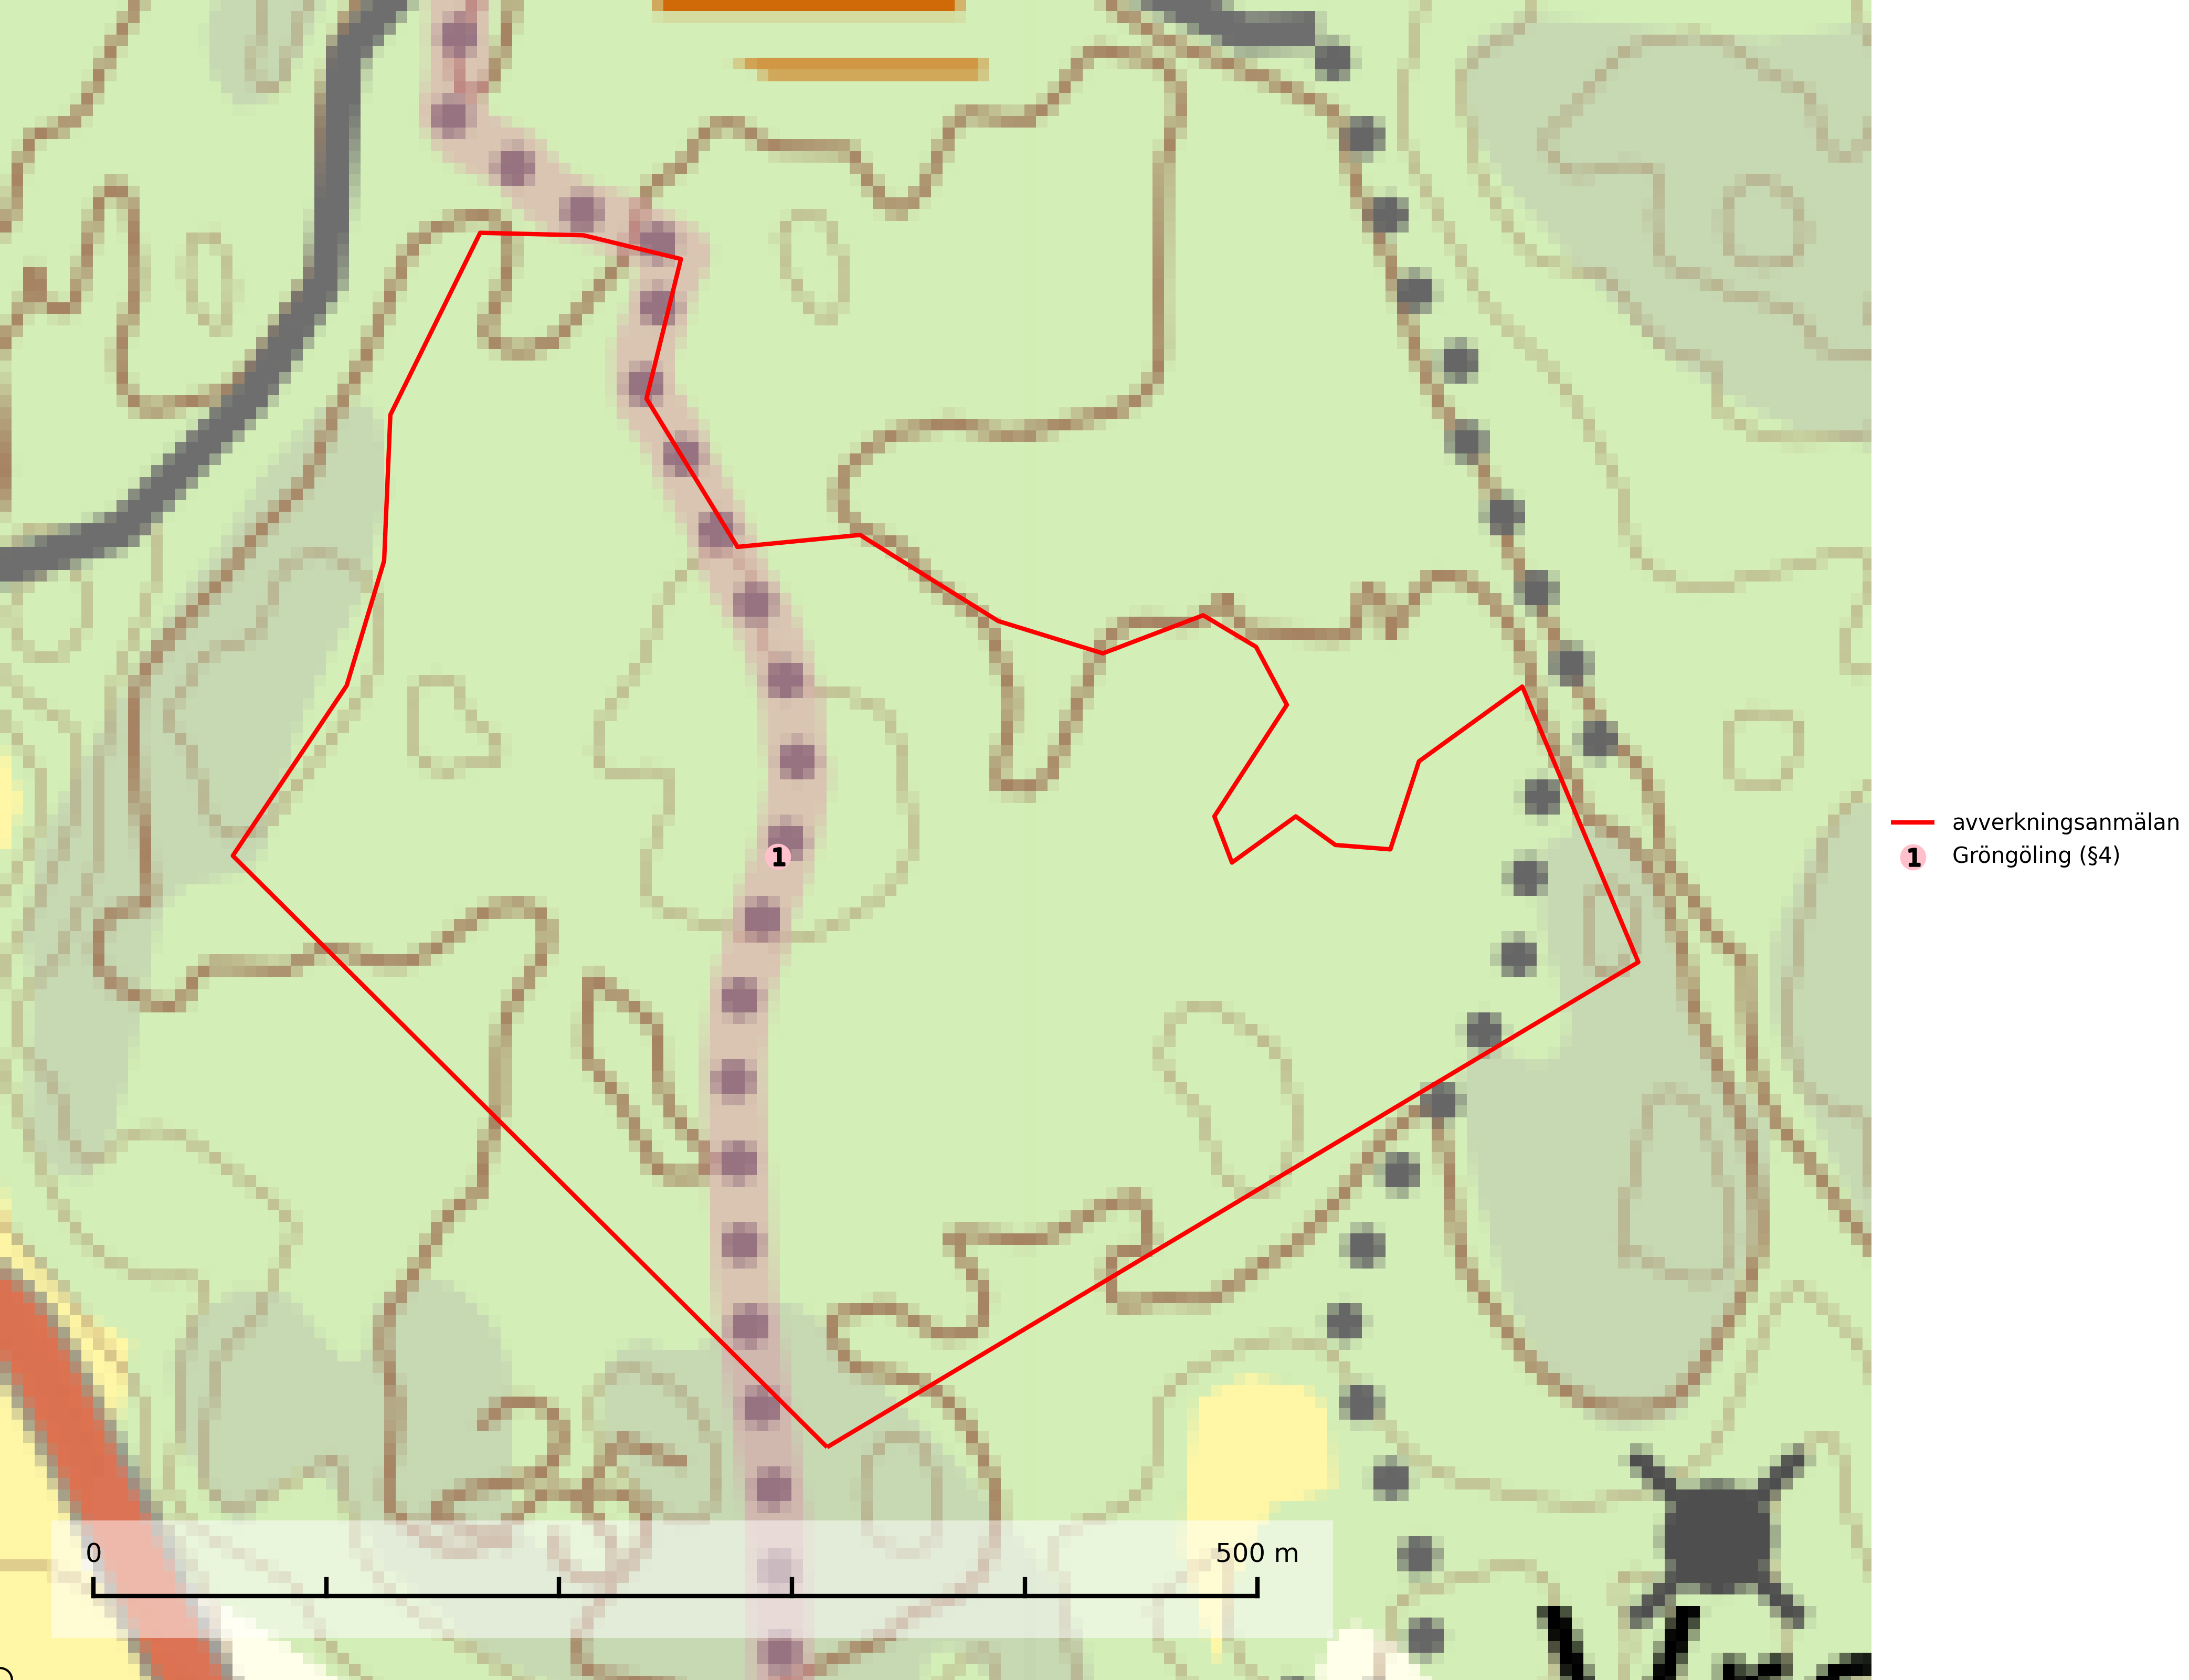 1
avverkningsanmälan
1 Gröngöling (§4)
0 500 m